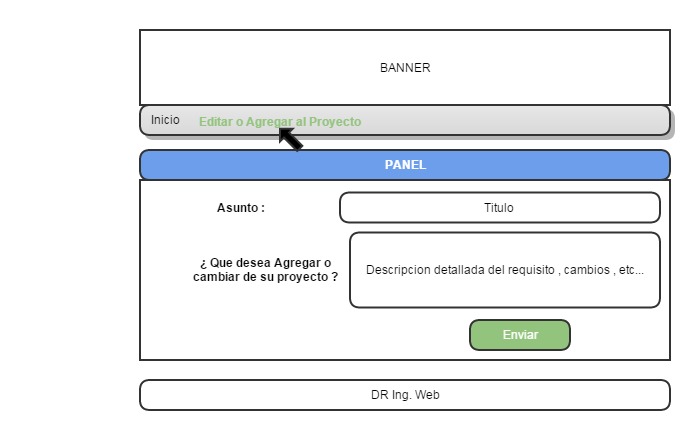 BANNER
Inicio Editar o Agregar al Proyecto
PANEL
Asunto : Titulo
¿ Que desea Agregar o
cambiar de su proyecto ?
Descripcion detallada del requisito , cambios , etc...
Enviar
DR Ing. Web